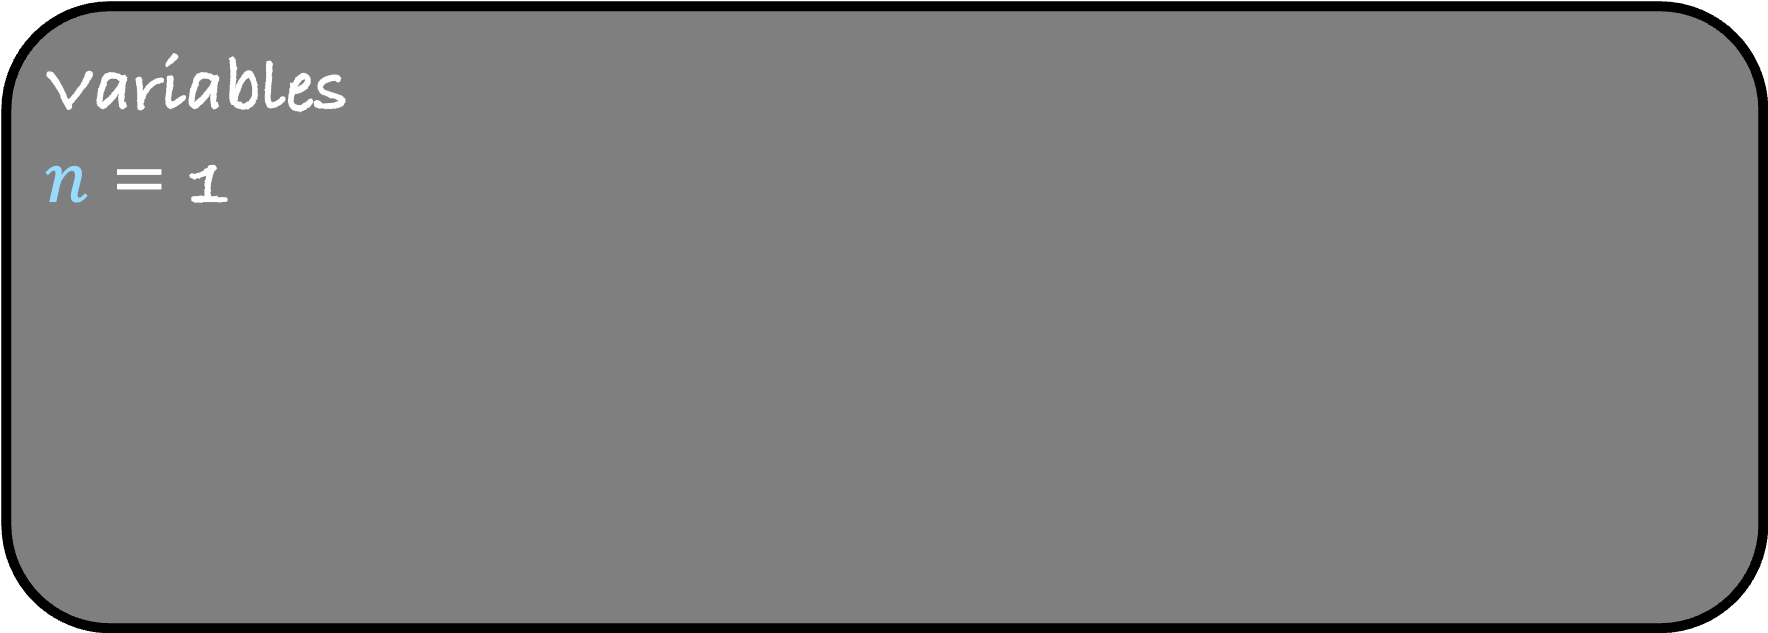 Variables
n = 1